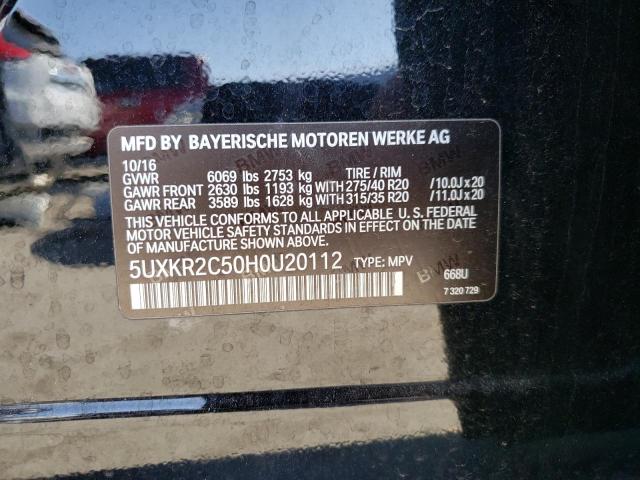 MFD BY BAYERISCHE MOTOREN WERKE AG
10/16
GVWR 6069 lbs 2753 kg TIRE / RIM
GAWR FRONT 2630 lbs 1193 kg WITH 275/40 R20 /10.0J x 20
GAWR REAR 3589 lbs 1628 kg WITH 315/35 R20 /11.0J x 20
THIS VEHICLE CONFORMS TO ALL APPLICABLE U. S. FEDERAL
MOTOR VEHICLE SAFETY STANDARDS IN EFFECT ON THE DATE
OF MANUFACTURE SHOWN ABOVE.
5UXKR2C50H0U20112 TYPE: MPV
668U
7 320 729